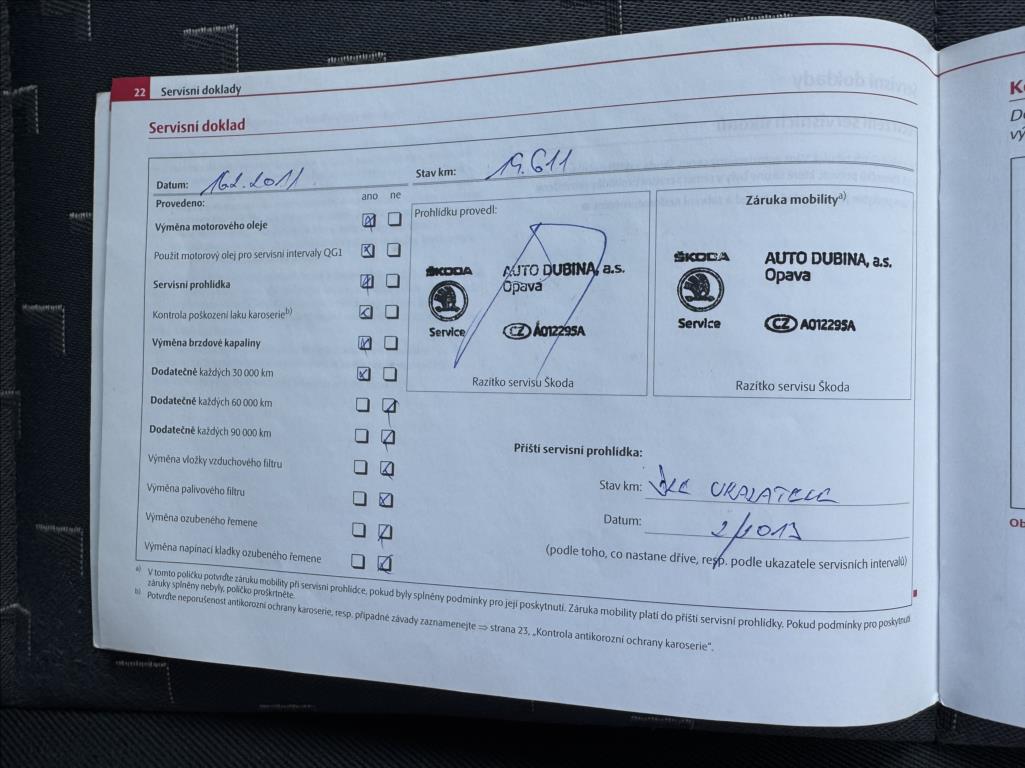 22 Servisní doklady
Servisní doklad
Datum: 16.2.2011
Stav km: 19.611
Provedeno: ano ne
Výměna motorového oleje
Použit motorový olej pro servisní intervaly QG1
Servisní prohlídka
Kontrola poškození laku karoserie b)
Výměna brzdové kapaliny
Dodatečně každých 30 000 km
Dodatečně každých 60 000 km
Dodatečně každých 90 000 km
Výměna vložky vzduchového filtru
Výměna palivového filtru
Výměna ozubeného řemene
Výměna napínací kladky ozubeného řemene
Prohlídku provedl:
ŠKODA
Service
AUTO DUBINA, a.s.
Opava
CZ A012295A
Razítko servisu Škoda
Záruka mobility a)
ŠKODA
Service
AUTO DUBINA, a.s.
Opava
CZ A012295A
Razítko servisu Škoda
Příští servisní prohlídka:
Stav km: DLE UKAZATELE
Datum: 2/2013
(podle toho, co nastane dříve, resp. podle ukazatele servisních intervalů)
a) V tomto políčku potvrďte záruku mobility při servisní prohlídce, pokud byly splněny podmínky pro její poskytnutí. Záruka mobility platí do příští servisní prohlídky. Pokud podmínky pro poskytnutí
záruky splněny nebyly, políčko proškrtněte.
b) Potvrďte neporušenost antikorozní ochrany karoserie, resp. případné závady zaznamenejte ⇒ strana 23, „Kontrola antikorozní ochrany karoserie“.